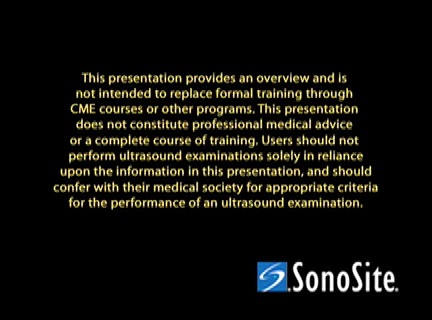 This presentation provides an overview and is
not intended to replace formal training through
CME courses or other programs. This presentation
does not constitute professional medical advice
or a complete course of training. Users should not
perform ultrasound examinations solely in reliance
upon the information in this presentation, and should
confer with their medical society for appropriate criteria
for the performance of an ultrasound examination.
SonoSite.